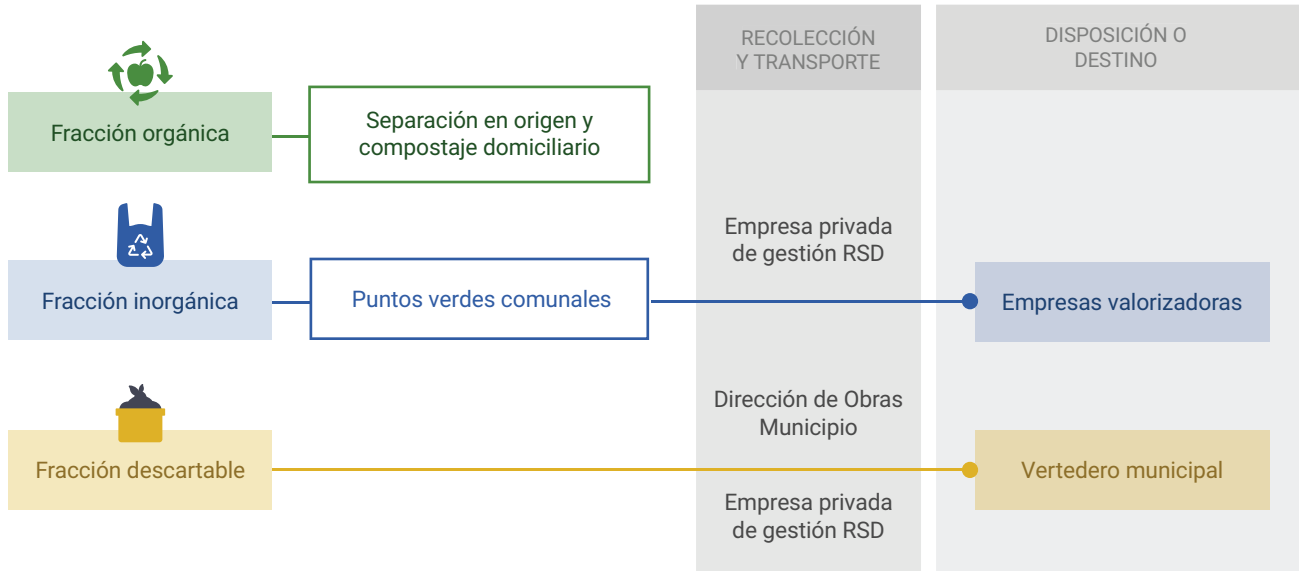 RECOLECCIÓN
Y TRANSPORTE
DISPOSICIÓN O
DESTINO
Fracción orgánica
Separación en origen y
compostaje domiciliario
Empresa privada
de gestión RSD
Fracción inorgánica
Puntos verdes comunales
Empresas valorizadoras
Dirección de Obras
Municipio
Fracción descartable
Vertedero municipal
Empresa privada
de gestión RSD